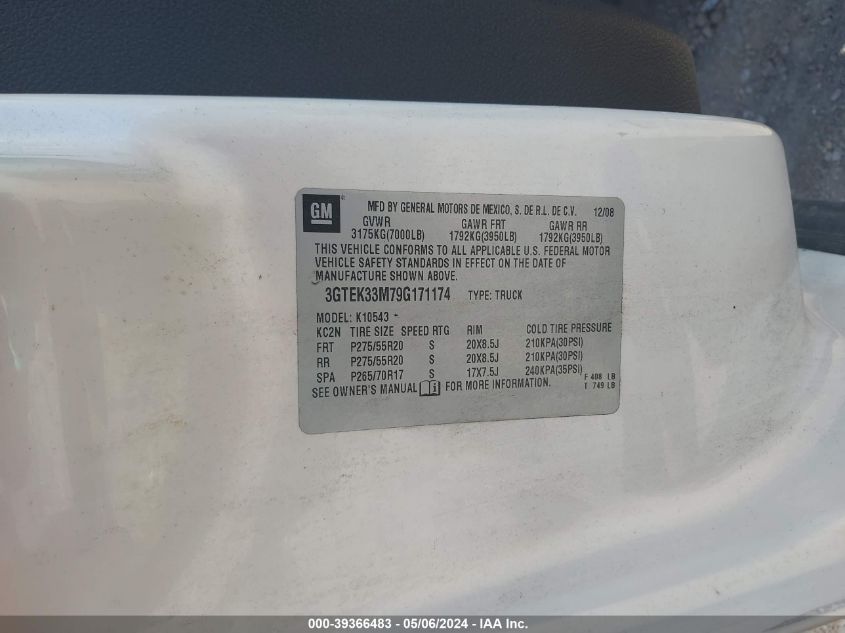 GM ® MFD BY GENERAL MOTORS DE MEXICO, S. DE R.L. DE C.V. 12/08
GVWR GAWR FRT GAWR RR
3175KG(7000LB) 1792KG(3950LB) 1792KG(3950LB)
THIS VEHICLE CONFORMS TO ALL APPLICABLE U.S. FEDERAL MOTOR
VEHICLE SAFETY STANDARDS IN EFFECT ON THE DATE OF
MANUFACTURE SHOWN ABOVE.
3GTEK33M79G171174 TYPE: TRUCK
MODEL: K10543 -
KC2N TIRE SIZE SPEED RTG RIM COLD TIRE PRESSURE
FRT P275/55R20 S 20X8.5J 210KPA(30PSI)
RR P275/55R20 S 20X8.5J 210KPA(30PSI)
SPA P265/70R17 S 17X7.5J 240KPA(35PSI) F 408 LB
SEE OWNER'S MANUAL i FOR MORE INFORMATION. I 749 LB
000-39366483 - 05/06/2024 - IAA Inc.